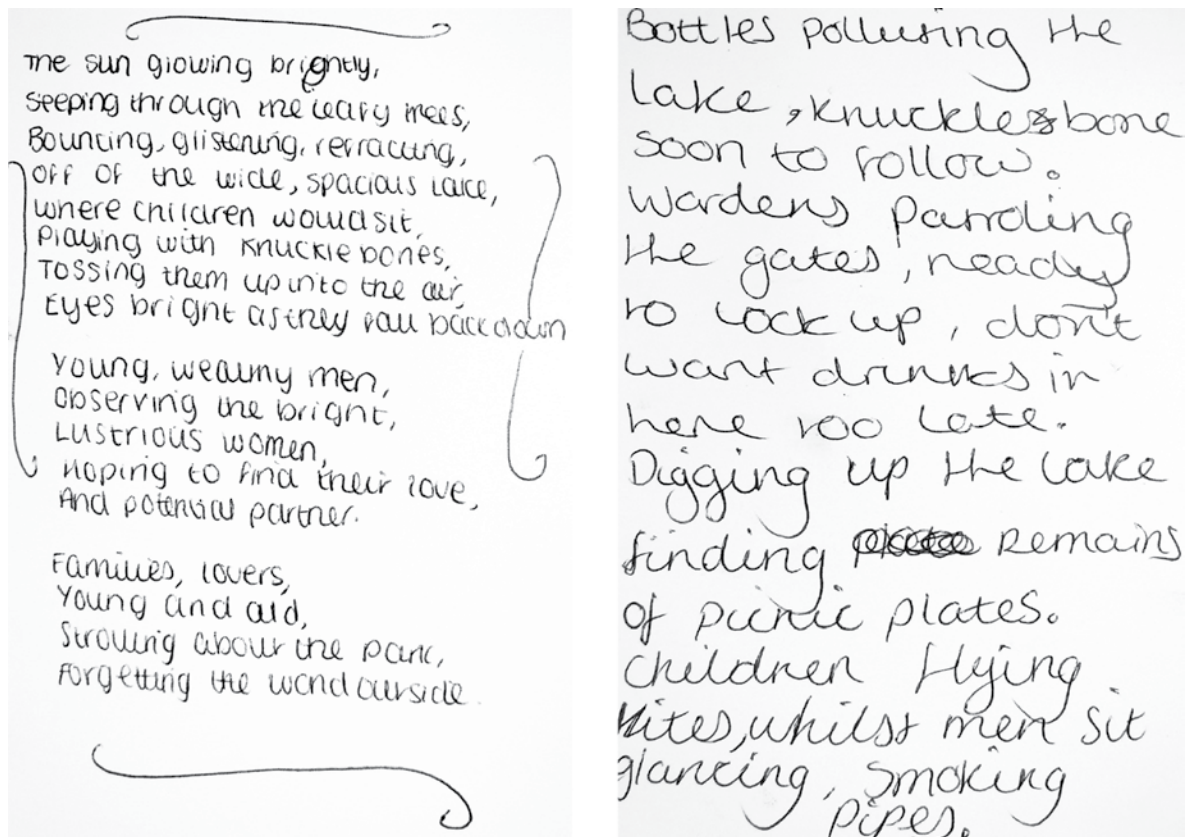 The sun glowing brightly,
Seeping through the leafy trees,
Bouncing, glistening, refracting,
Off of the wide, spacious lake,
Where children would sit,
Playing with knuckle bones,
Tossing them up into the air,
Eyes bright as they fall back down
Young, wealthy men,
Observing the bright,
Lustrious women,
Hoping to find their love,
And potential partner.
Families, lovers,
Young and old,
Strolling about the park,
Forgetting the world outside.
Bottles polluting the
lake, knuckle bone
soon to follow.
Wardens patroling
the gates, ready
to lock up, don't
want drunks in
here too late.
Digging up the lake
finding remains
of picnic plates.
Children flying
kites, whilst men sit
glancing, smoking
pipes.